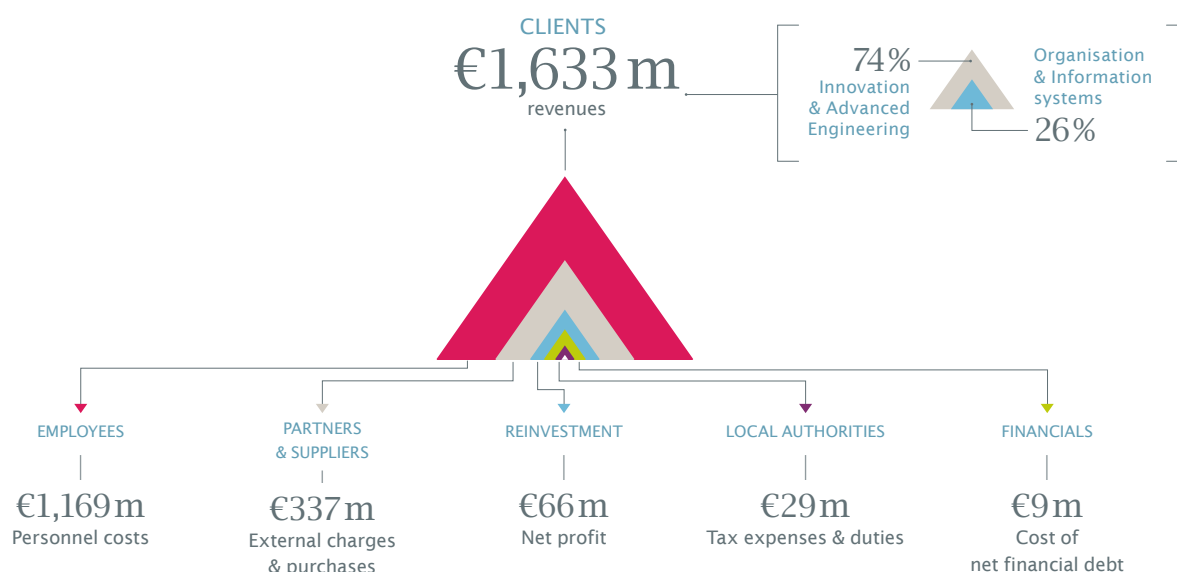 CLIENTS
€1,633 m
revenues
74%
Innovation
& Advanced
Engineering
Organisation
& Information
systems
26%
EMPLOYEES
€1,169 m
Personnel costs
PARTNERS
& SUPPLIERS
€337 m
External charges
& purchases
REINVESTMENT
€66 m
Net profit
LOCAL AUTHORITIES
€29 m
Tax expenses & duties
FINANCIALS
€9 m
Cost of
net financial debt